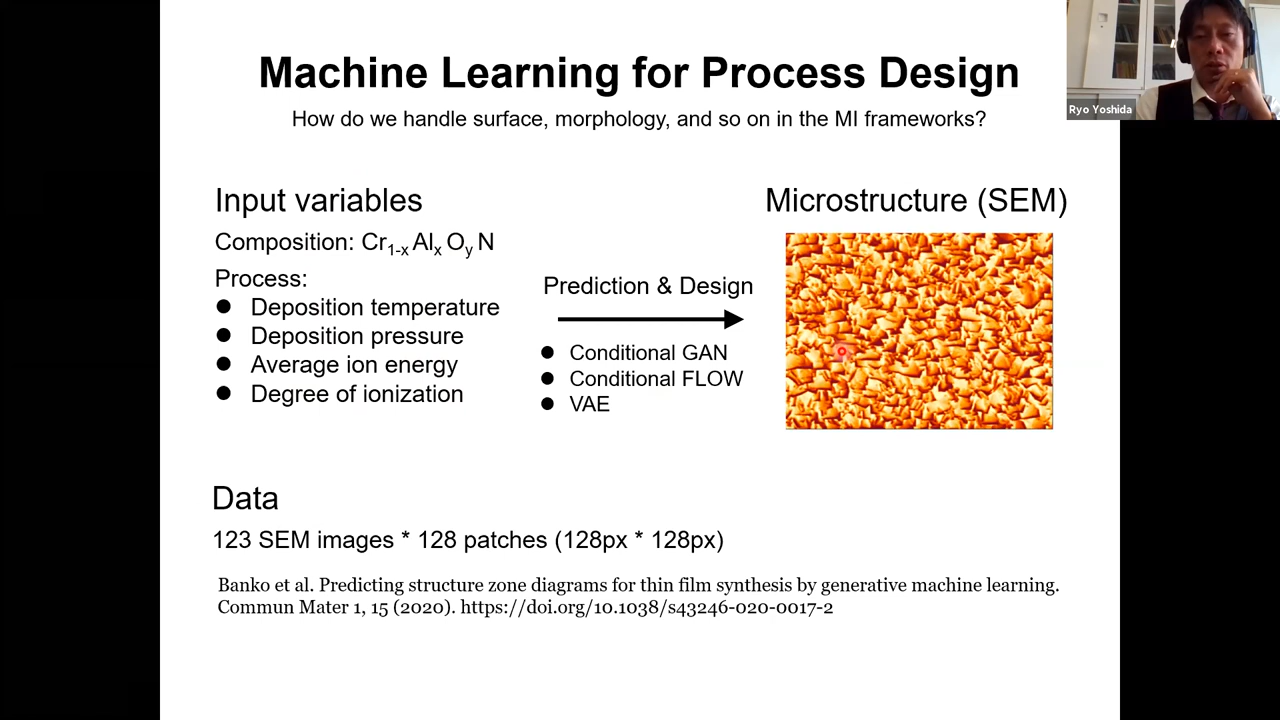 Machine Learning for Process Design
How do we handle surface, morphology, and so on in the MI frameworks?
Ryo Yoshida
Input variables
Composition: Cr1-x Alx Oy N
Process:
● Deposition temperature
● Deposition pressure
● Average ion energy
● Degree of ionization
Prediction & Design
● Conditional GAN
● Conditional FLOW
● VAE
Microstructure (SEM)
Data
123 SEM images * 128 patches (128px * 128px)
Banko et al. Predicting structure zone diagrams for thin film synthesis by generative machine learning.
Commun Mater 1, 15 (2020). https://doi.org/10.1038/s43246-020-0017-2